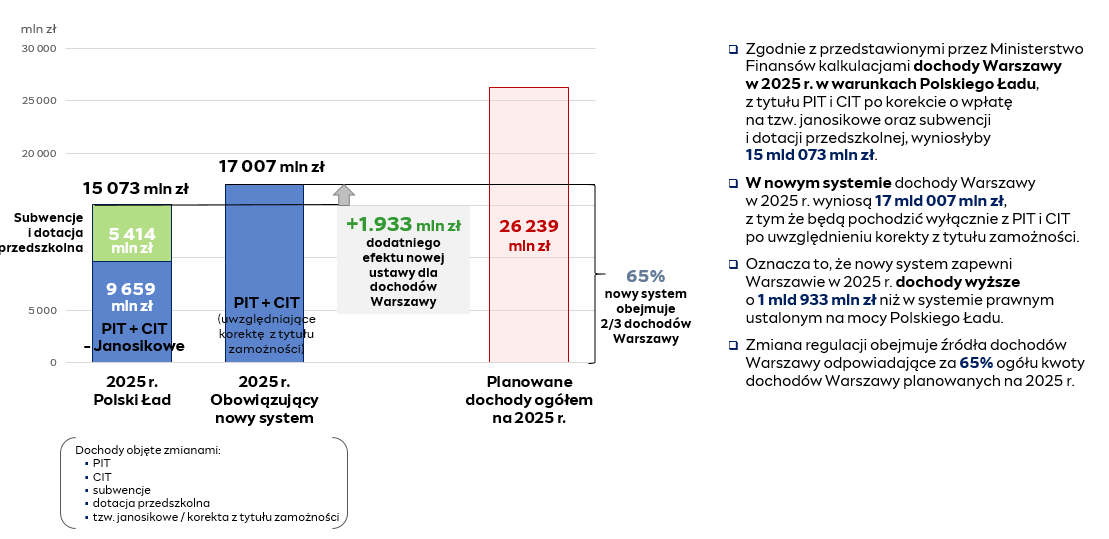 mln zł
30 000
25 000
20 000
5 000
0
15 073 mln zł
17 007 mln zł
Subwencje
i dotacja
przedszkolna
5 414
mln zł
9 659
mln zł
PIT + CIT
- Janosikowe
PIT + CIT
(uwzględniające
korektę z tytułu
zamożności)
+1.933 mln zł
dodatniego
efektu nowej
ustawy dla
dochodów
Warszawy
26 239
mln zł
65%
nowy system
obejmuje
2/3 dochodów
Warszawy
2025 r.
Polski Ład
2025 r.
Obowiązujący
nowy system
Planowane
dochody ogółem
na 2025 r.
Dochody objęte zmianami:
▪ PIT
▪ CIT
▪ subwencje
▪ dotacja przedszkolna
▪ tzw. janosikowe / korekta z tytułu zamożności
❑ Zgodnie z przedstawionymi przez Ministerstwo
Finansów kalkulacjami dochody Warszawy
w 2025 r. w warunkach Polskiego Ładu,
z tytułu PIT i CIT po korekcie o wpłatę
na tzw. janosikowe oraz subwencji
i dotacji przedszkolnej, wyniosłyby
15 mld 073 mln zł.
❑ W nowym systemie dochody Warszawy
w 2025 r. wyniosą 17 mld 007 mln zł,
z tym że będą pochodzić wyłącznie z PIT i CIT
po uwzględnieniu korekty z tytułu zamożności.
❑ Oznacza to, że nowy system zapewni
Warszawie w 2025 r. dochody wyższe
o 1 mld 933 mln zł niż w systemie prawnym
ustalonym na mocy Polskiego Ładu.
❑ Zmiana regulacji obejmuje źródła dochodów
Warszawy odpowiadające za 65% ogółu kwoty
dochodów Warszawy planowanych na 2025 r.